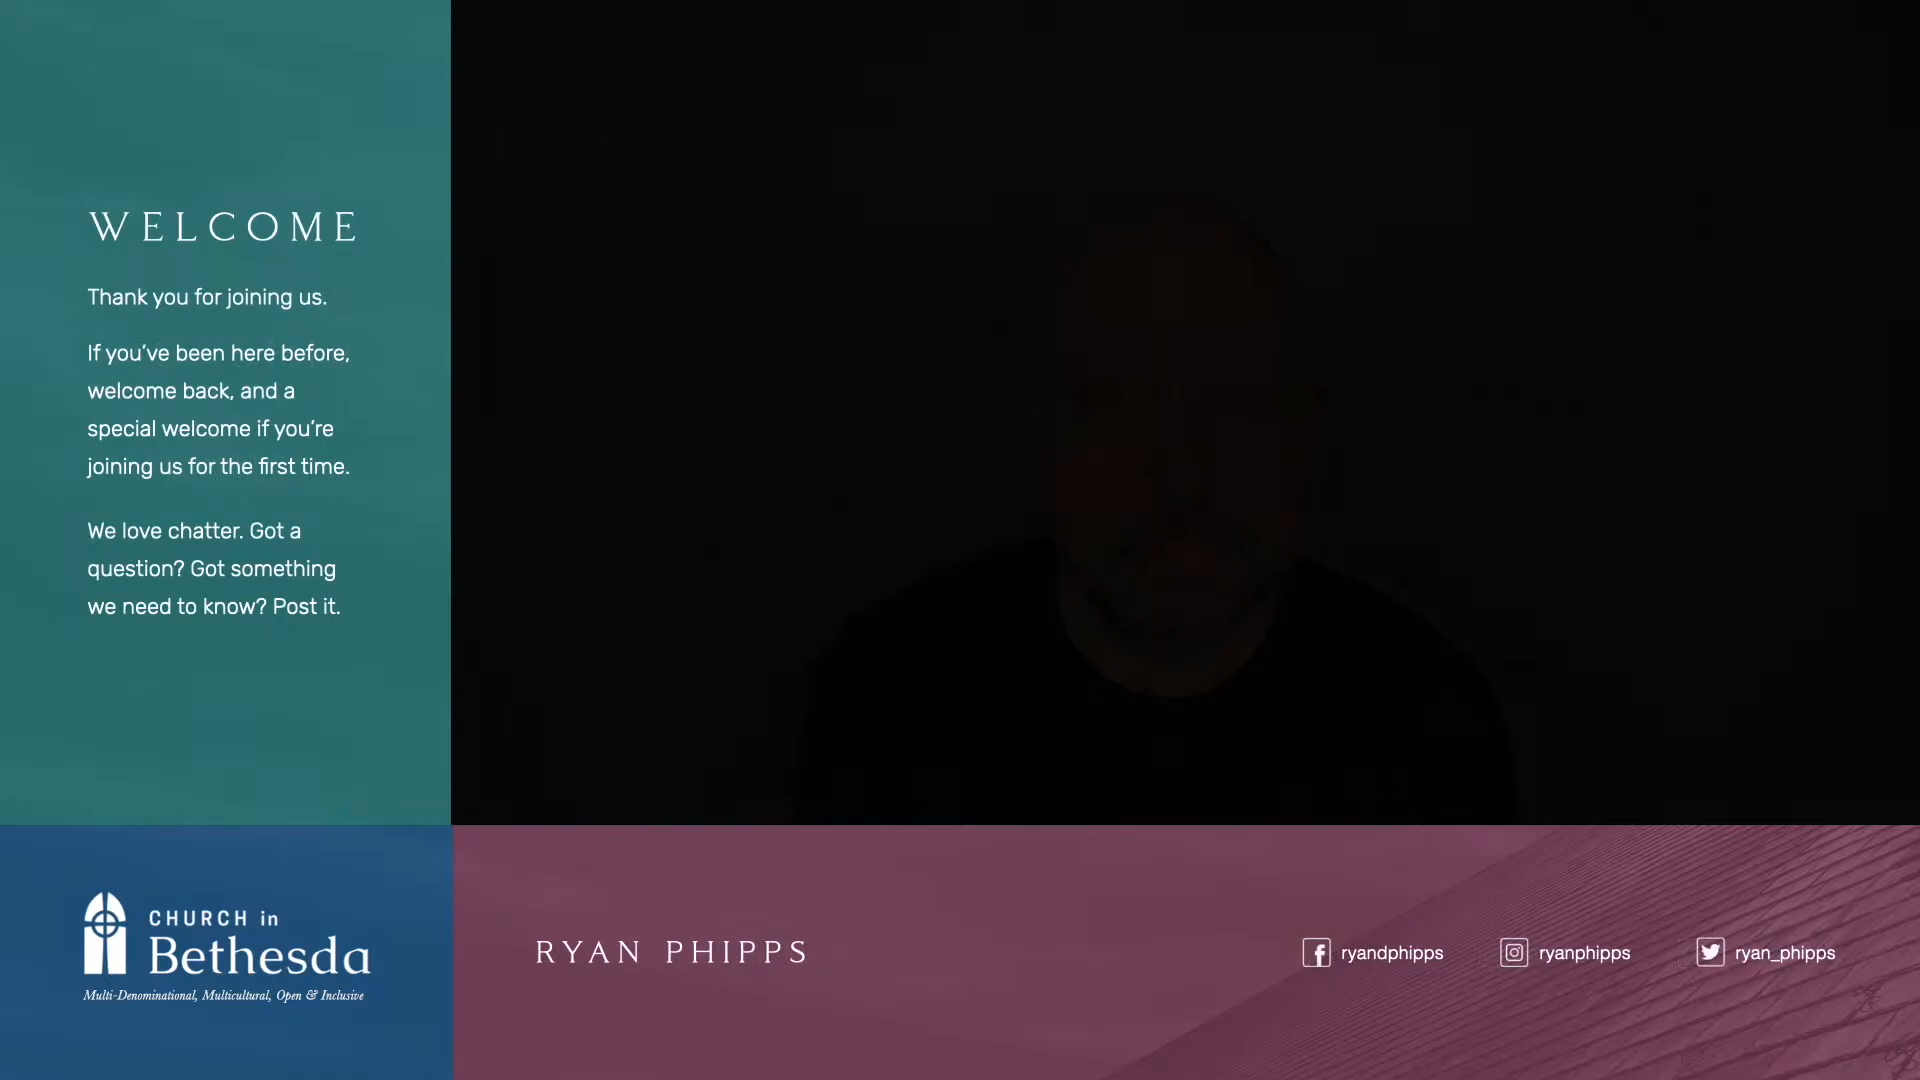 WELCOME
Thank you for joining us.
If you've been here before,
welcome back, and a
special welcome if you're
joining us for the first time.
We love chatter. Got a
question? Got something
we need to know? Post it.
CHURCH in
Bethesda
Multi-Denominational, Multicultural, Open & Inclusive
RYAN PHIPPS
ryandphipps
ryanphipps
ryan_phipps